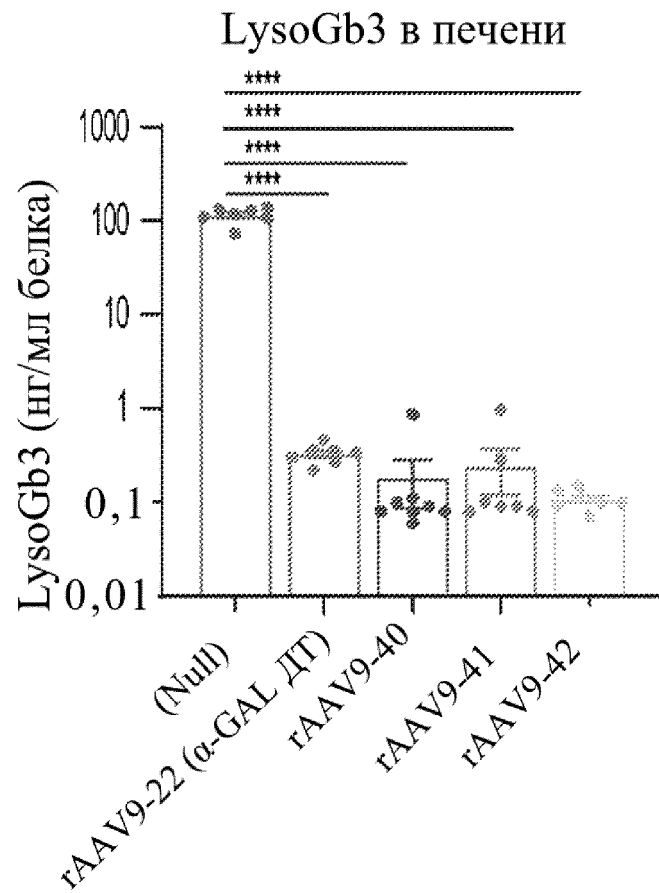 LysoGb3 в печени
****
****
****
****
LysoGb3 (нг/мл белка)
1000
100
10
1
0,1
0,01
(Null)
rAAV9-22 (α-GAL ДТ)
rAAV9-40
rAAV9-41
rAAV9-42